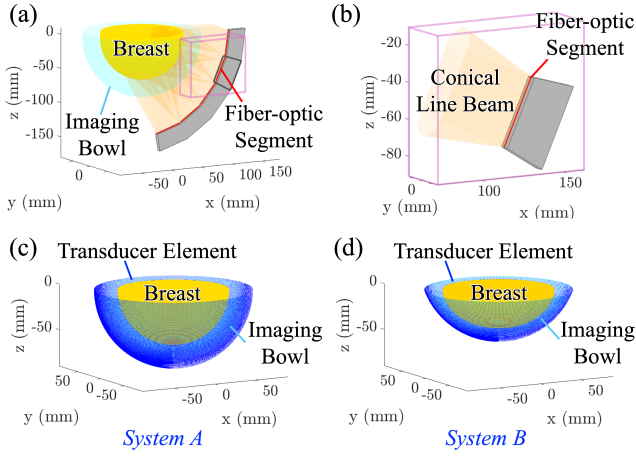 (a)
0
-50
-100
-150
z (mm)
Breast
Imaging
Bowl
Fiber-optic
Segment
0
y (mm)
-50
0
50
100
150
x (mm)
(b)
-20
-40
-60
-80
z (mm)
Fiber-optic
Segment
Conical
Line Beam
0
y (mm)
100
150
x (mm)
(c)
Transducer Element
0
-50
z (mm)
Breast
Imaging
Bowl
50
0
-50
y (mm)
-50
0
50
x (mm)
System A
(d)
Transducer Element
0
-50
z (mm)
Breast
Imaging
Bowl
50
0
-50
y (mm)
-50
0
50
x (mm)
System B